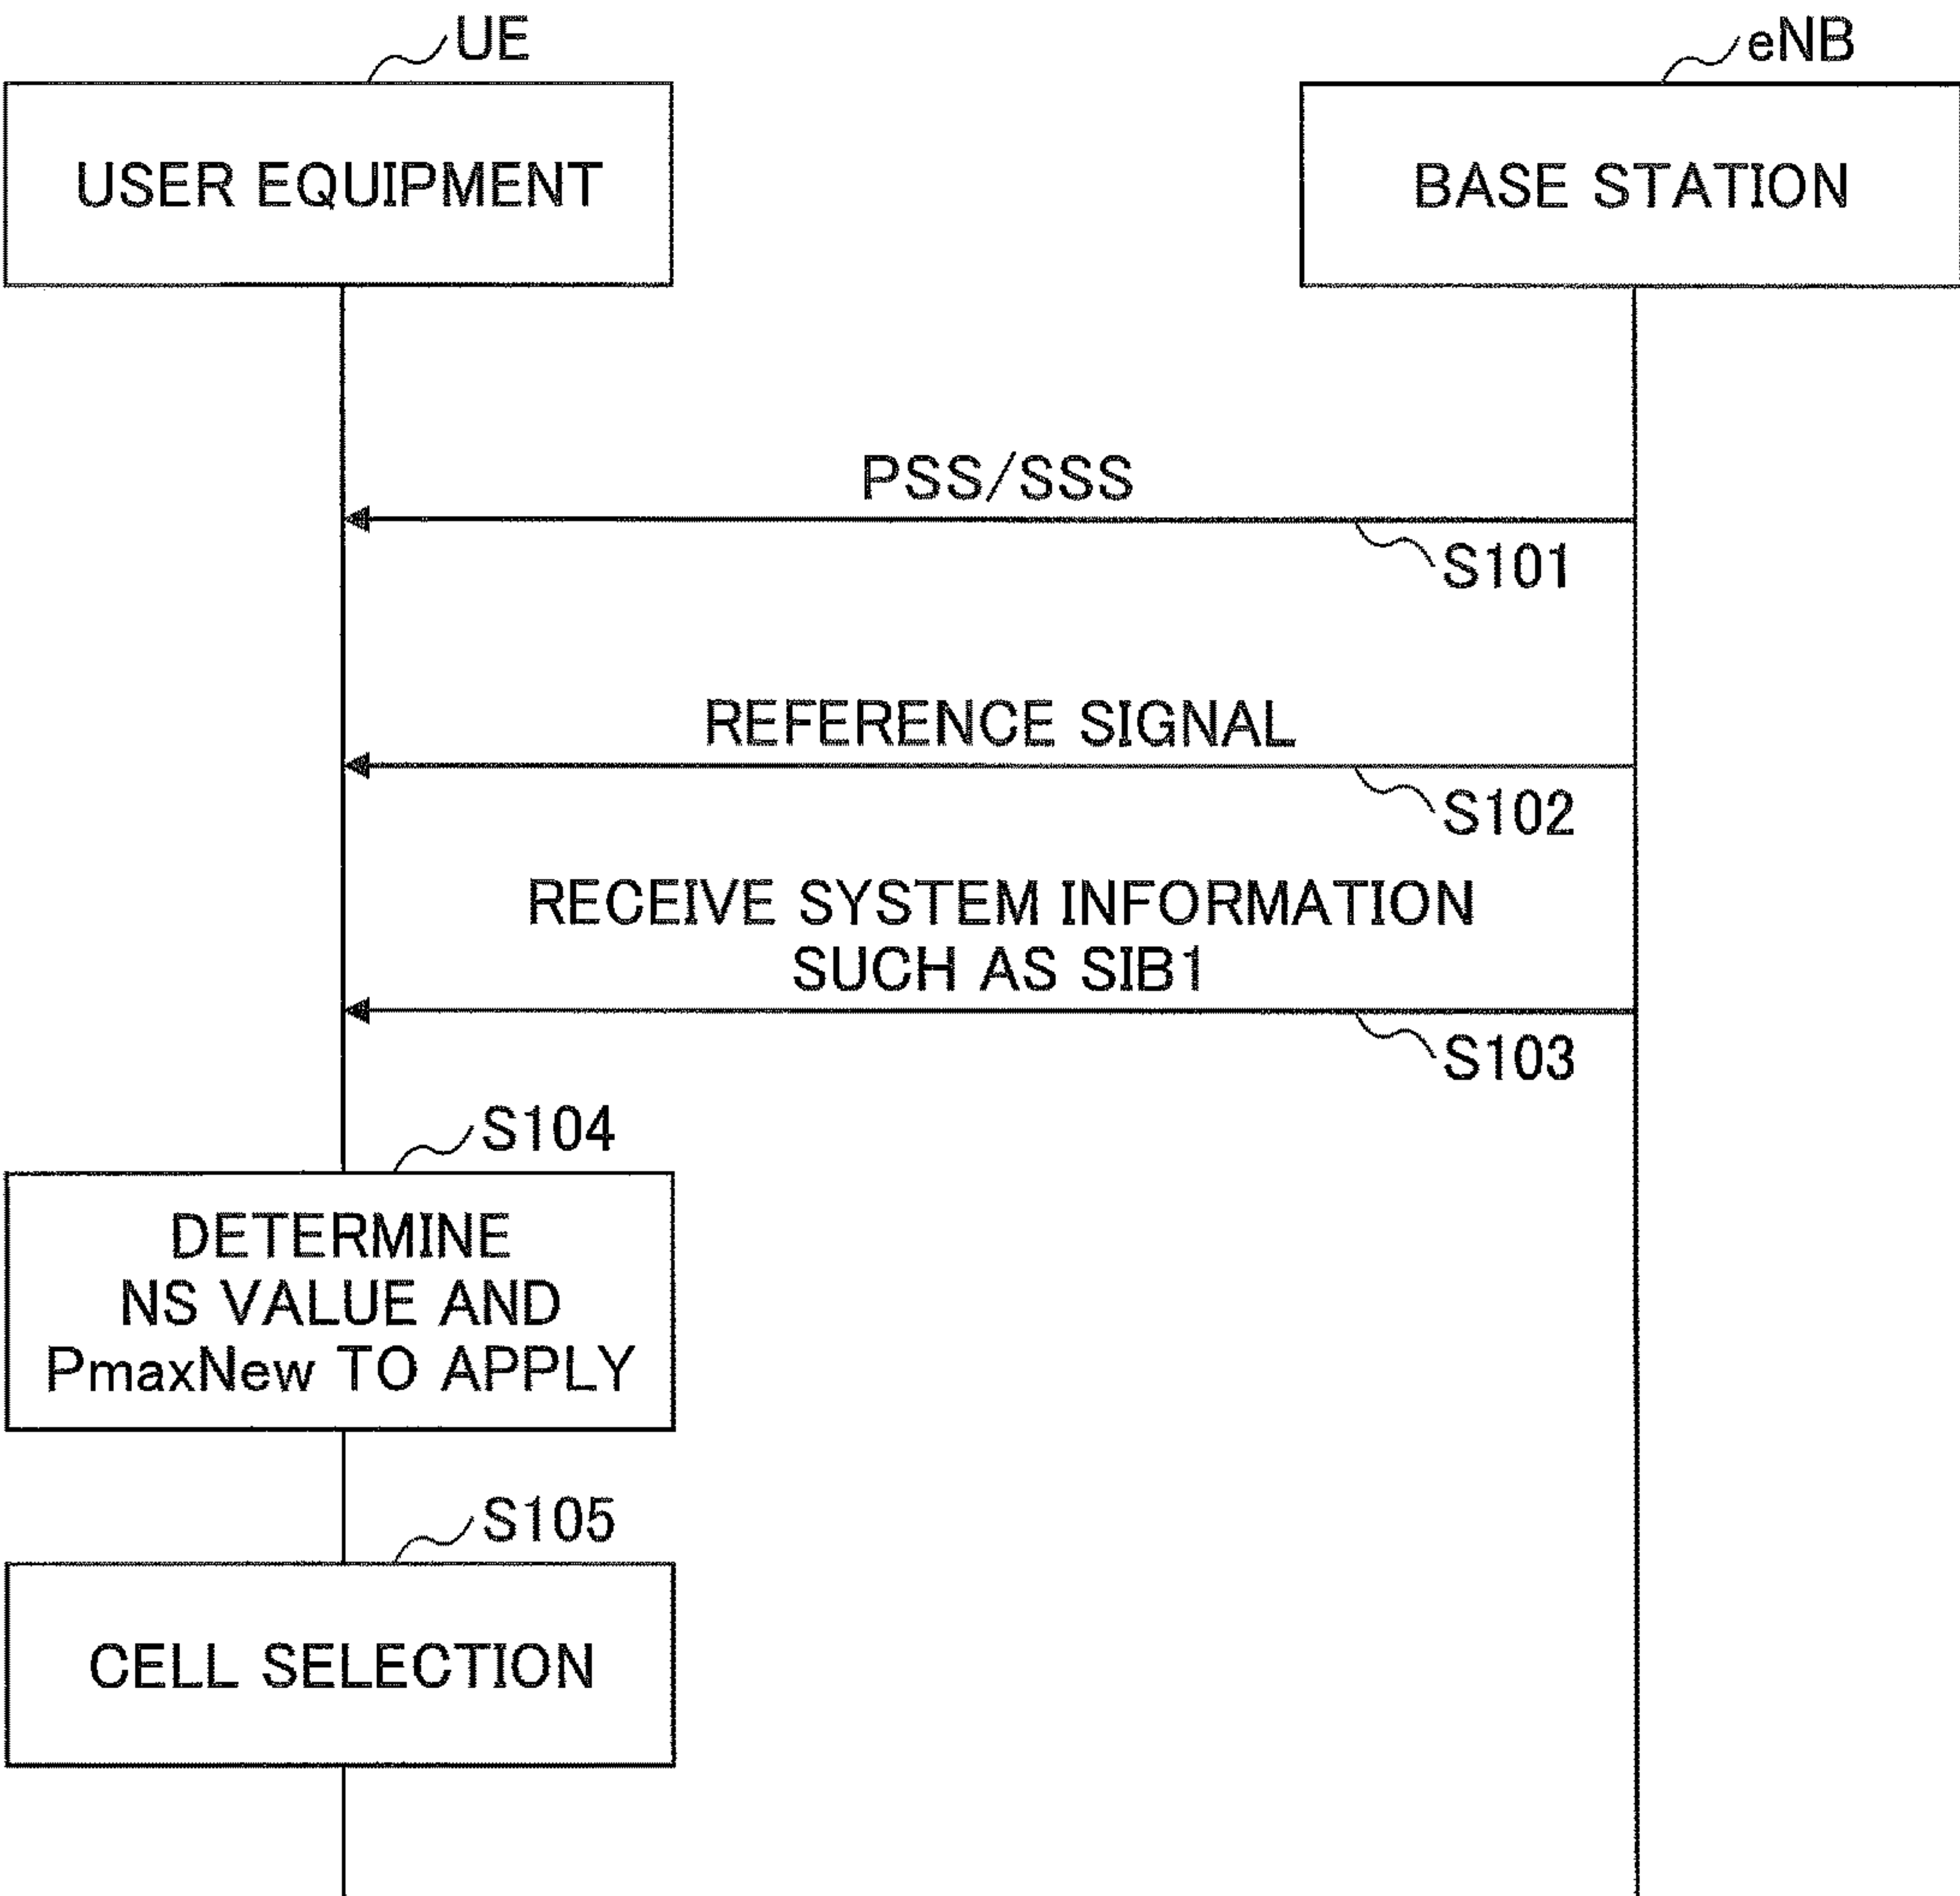 UE
eNB
USER EQUIPMENT
BASE STATION
PSS/SSS
S101
REFERENCE SIGNAL
S102
RECEIVE SYSTEM INFORMATION
SUCH AS SIB1
S103
S104
DETERMINE
NS VALUE AND
PmaxNew TO APPLY
S105
CELL SELECTION